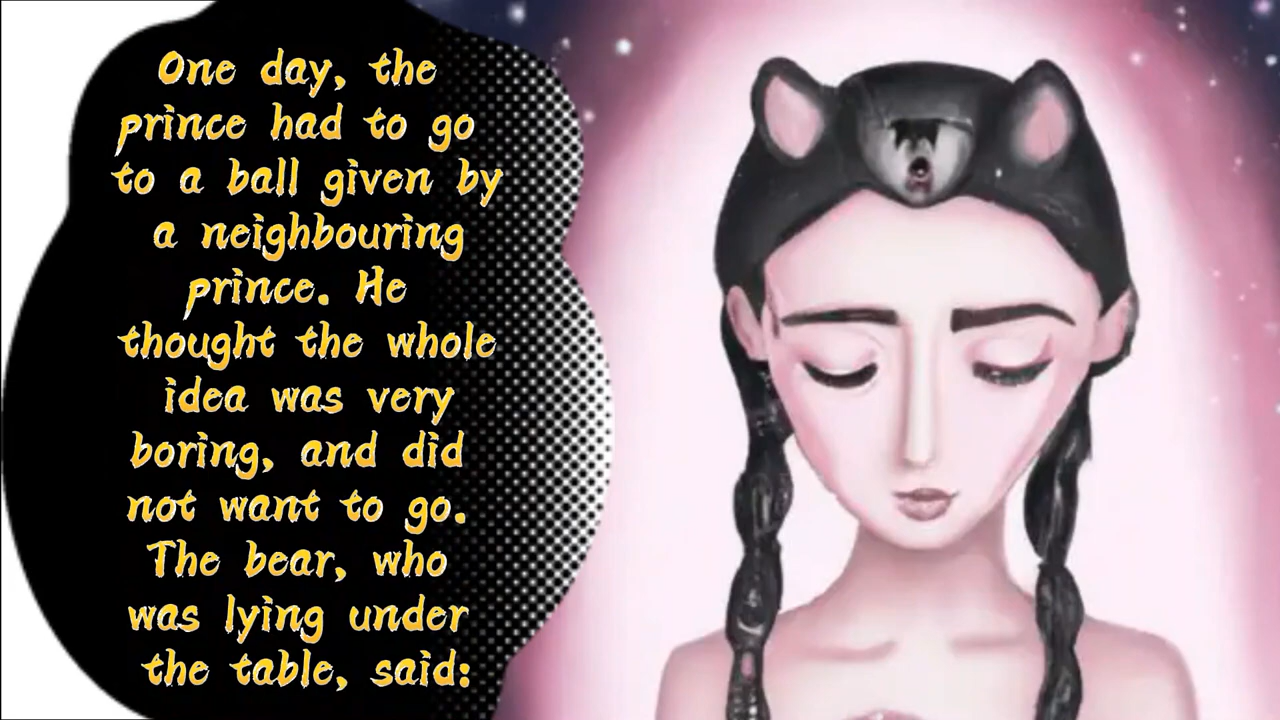 One day, the
prince had to go
to a ball given by
a neighbouring
prince. He
thought the whole
idea was very
boring, and did
not want to go.
The bear, who
was lying under
the table, said: